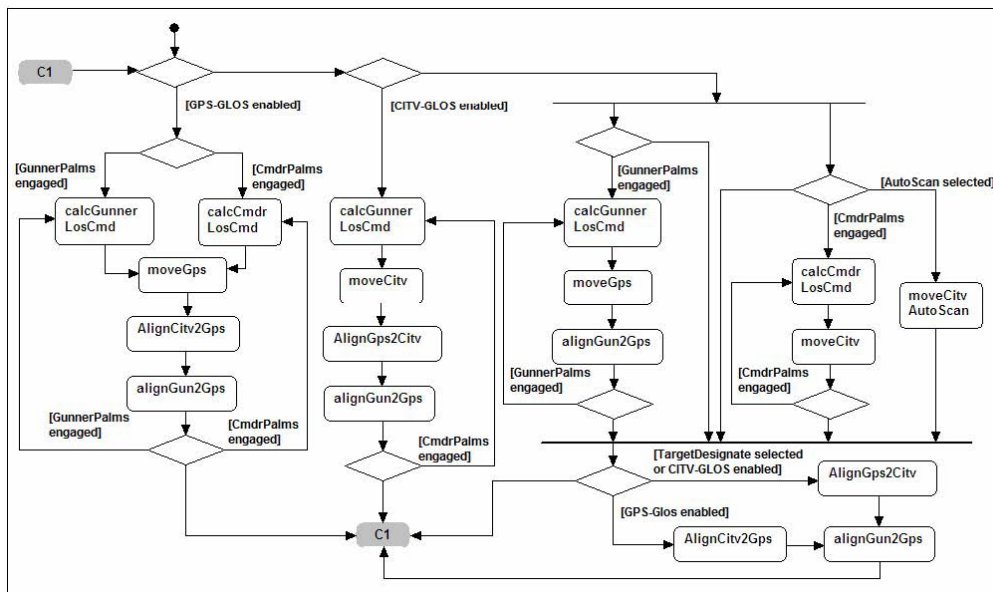 C1
[GPS-GLOS enabled]
[CITV-GLOS enabled]
[GunnerPalms
engaged]
[CmdrPalms
engaged]
calcGunner
LosCmd
calcCmdr
LosCmd
moveGps
AlignCitv2Gps
alignGun2Gps
[GunnerPalms
engaged]
[CmdrPalms
engaged]
calcGunner
LosCmd
moveCitv
AlignGps2Citv
alignGun2Gps
[CmdrPalms
engaged]
C1
[GunnerPalms
engaged]
calcGunner
LosCmd
moveGps
alignGun2Gps
[GunnerPalms
engaged]
[AutoScan selected]
[CmdrPalms
engaged]
calcCmdr
LosCmd
moveCitv
[CmdrPalms
engaged]
moveCitv
AutoScan
[TargetDesignate selected
or CITV-GLOS enabled]
AlignGps2Citv
[GPS-Glos enabled]
AlignCitv2Gps
alignGun2Gps